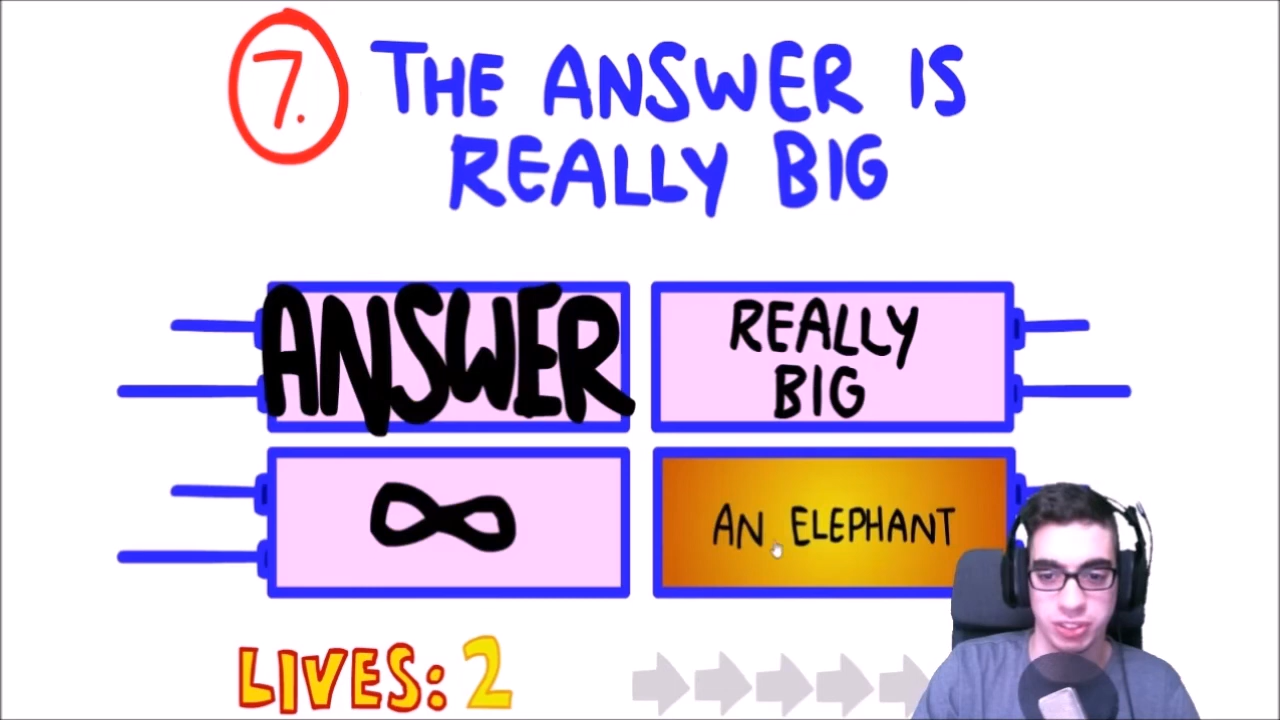 7. THE ANSWER IS
REALLY BIG
ANSWER
REALLY
BIG
∞
AN ELEPHANT
LIVES: 2